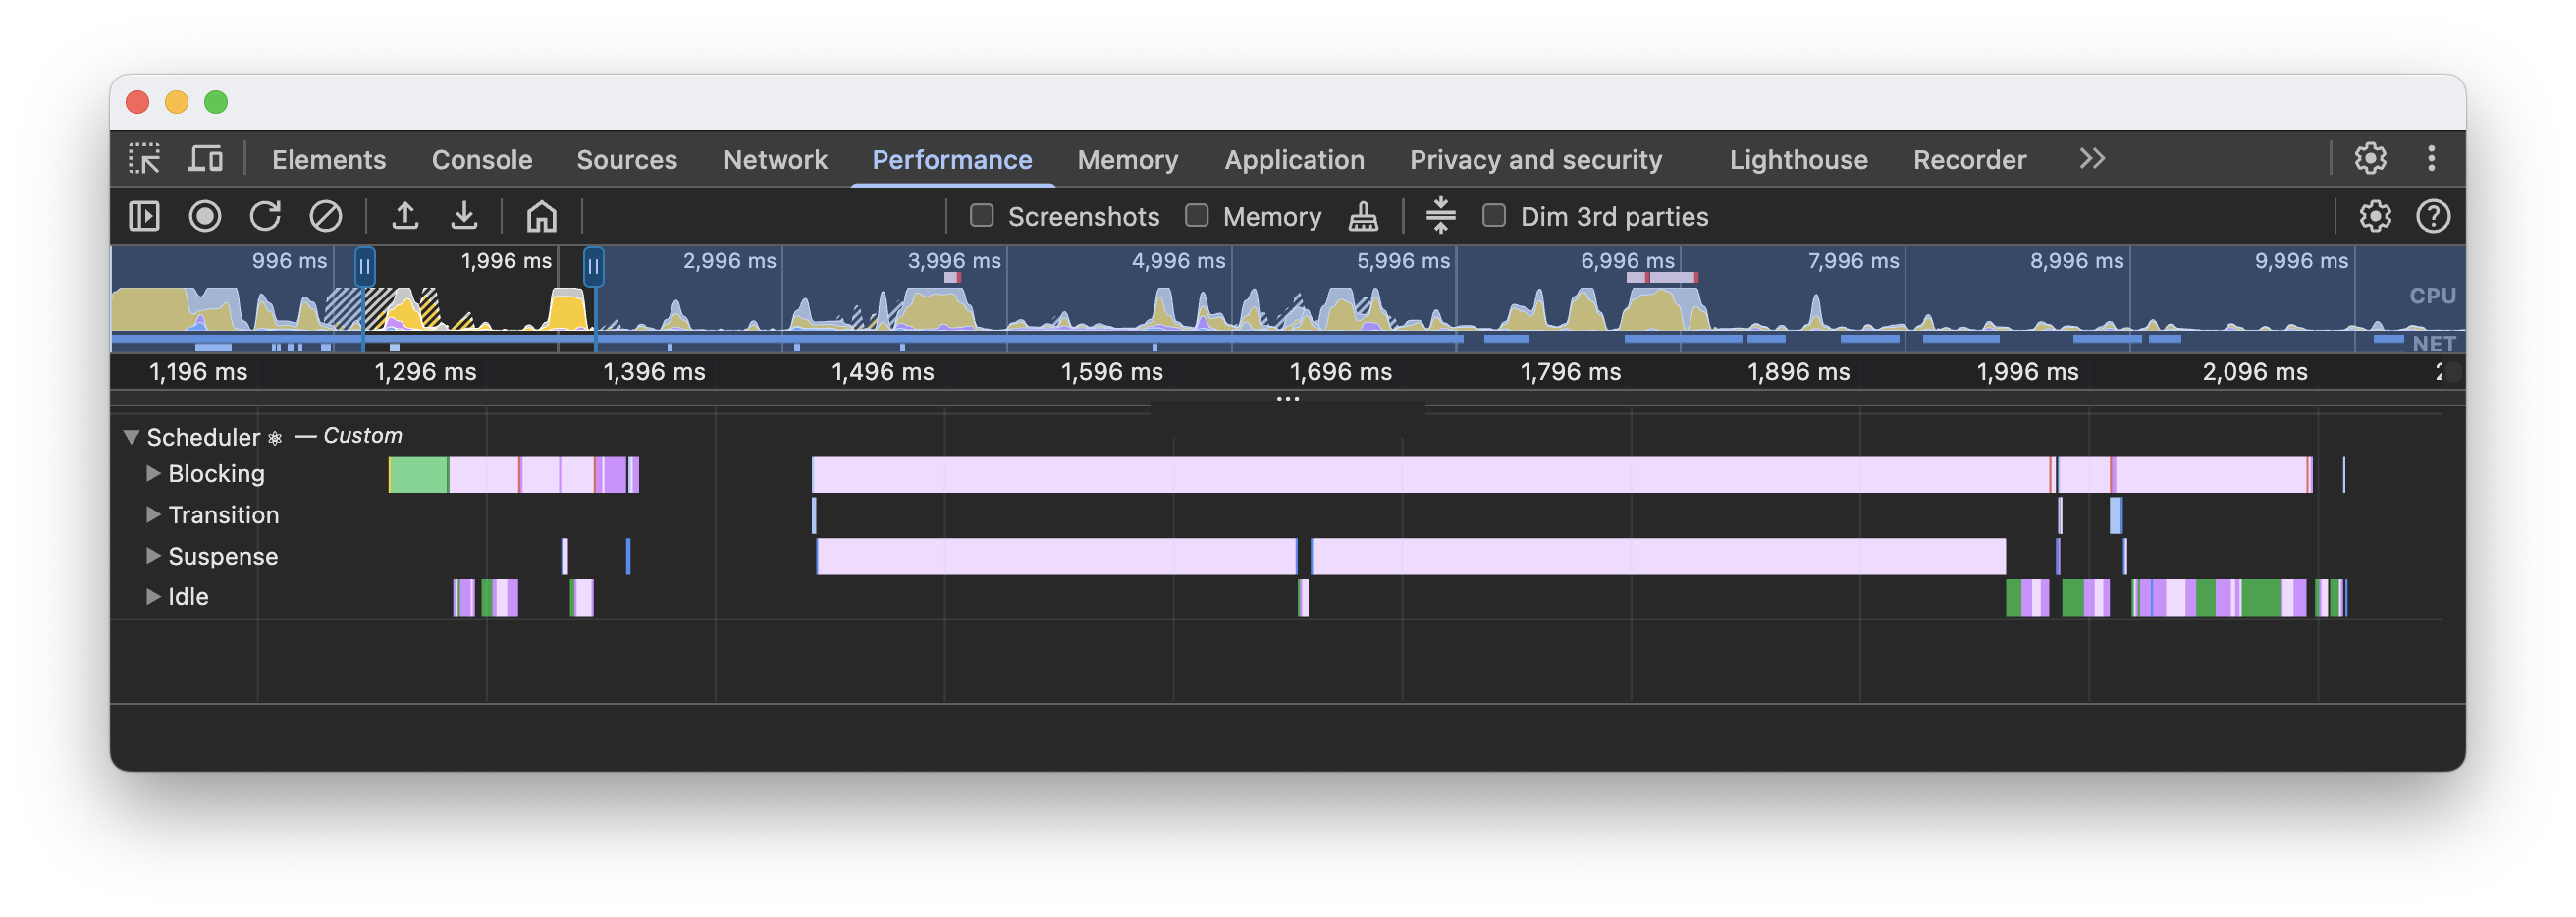 Elements Console Sources Network Performance Memory Application Privacy and security Lighthouse Recorder
Screenshots Memory Dim 3rd parties
996 ms 1,996 ms 2,996 ms 3,996 ms 4,996 ms 5,996 ms 6,996 ms 7,996 ms 8,996 ms 9,996 ms
CPU
NET
1,196 ms 1,296 ms 1,396 ms 1,496 ms 1,596 ms 1,696 ms 1,796 ms 1,896 ms 1,996 ms 2,096 ms
Scheduler ⚛ — Custom
Blocking
Transition
Suspense
Idle